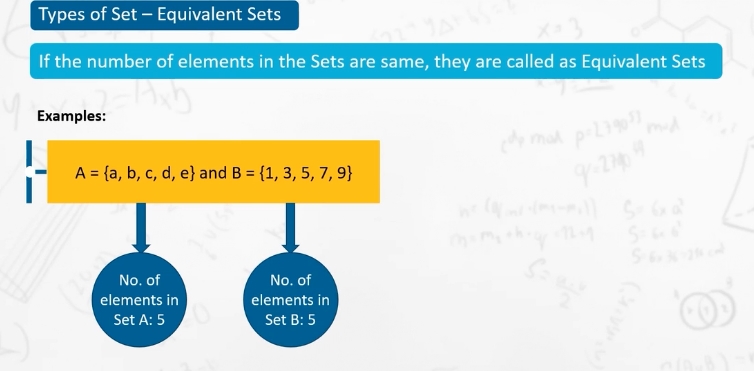 Types of Set – Equivalent Sets
If the number of elements in the Sets are same, they are called as Equivalent Sets
Examples:
A = {a, b, c, d, e} and B = {1, 3, 5, 7, 9}
No. of
elements in
Set A: 5
No. of
elements in
Set B: 5